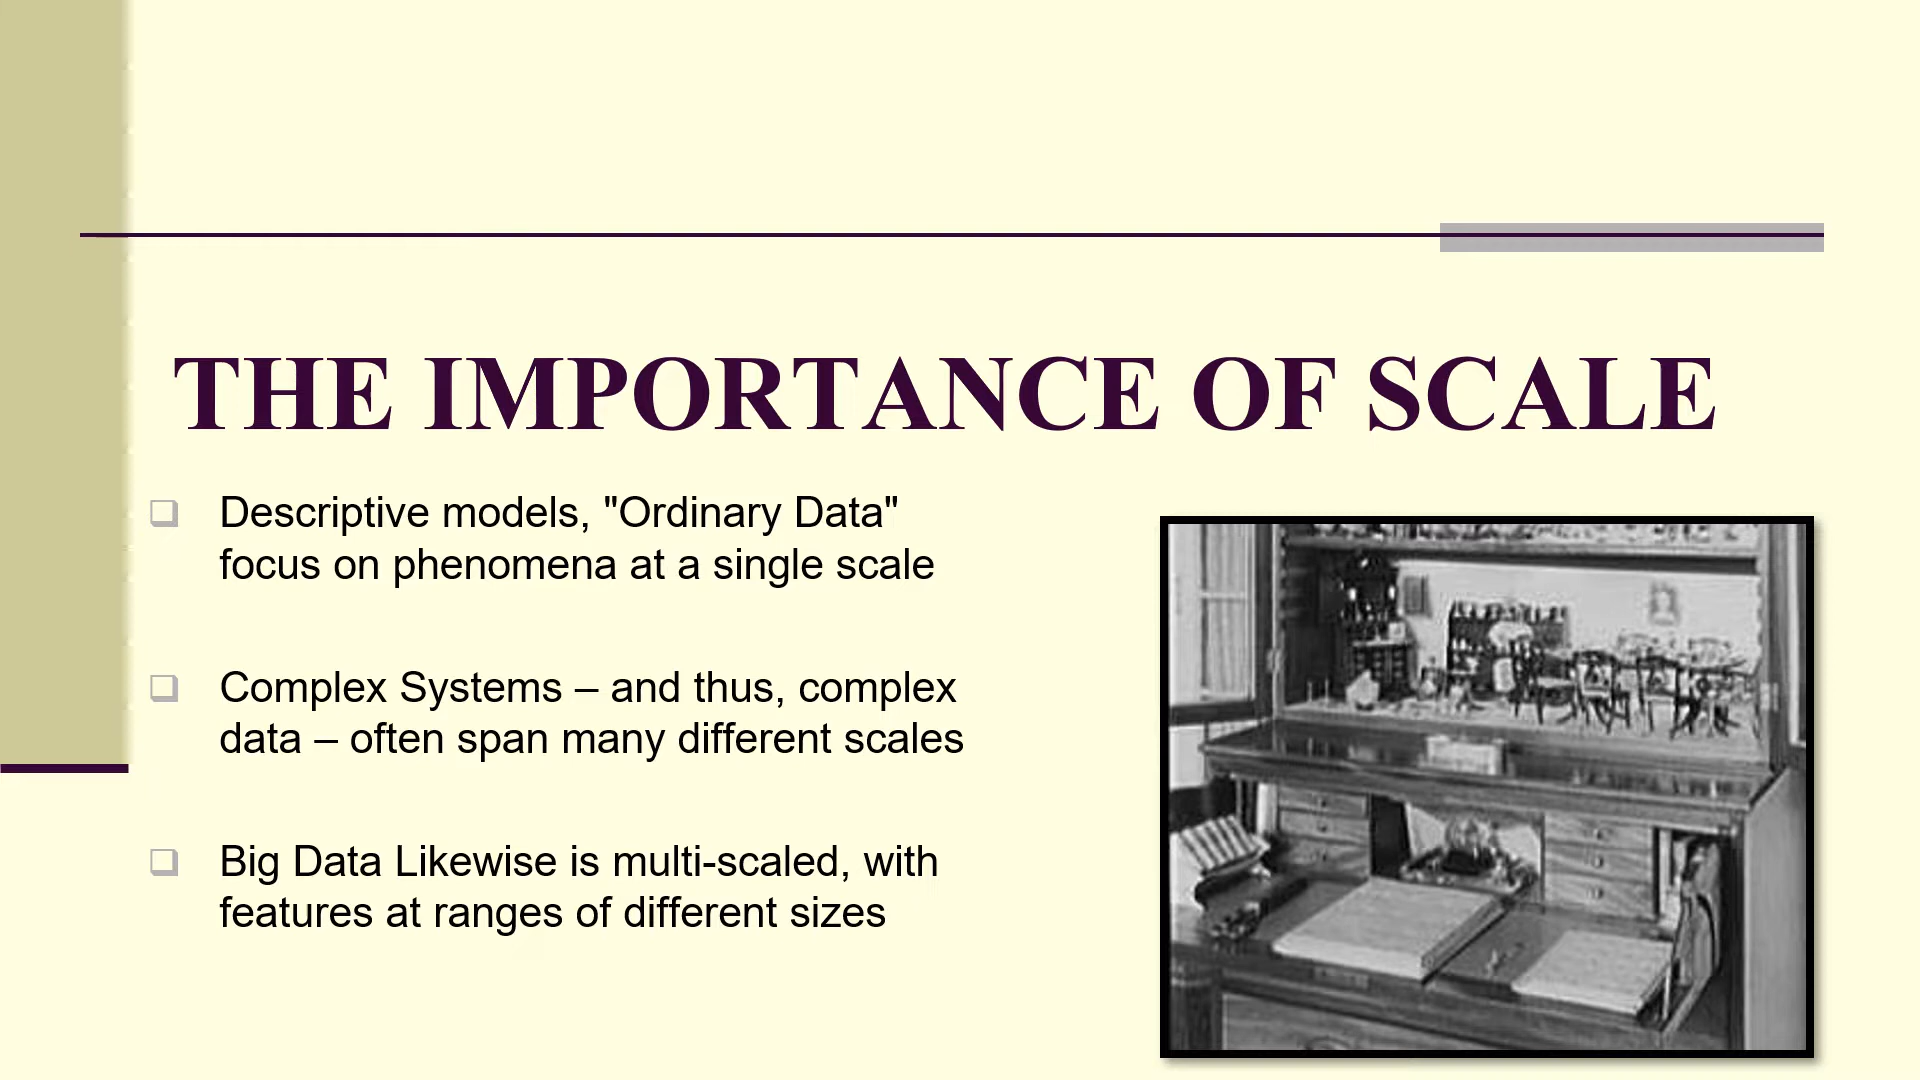 THE IMPORTANCE OF SCALE
Descriptive models, "Ordinary Data"
focus on phenomena at a single scale
Complex Systems – and thus, complex
data – often span many different scales
Big Data Likewise is multi-scaled, with
features at ranges of different sizes